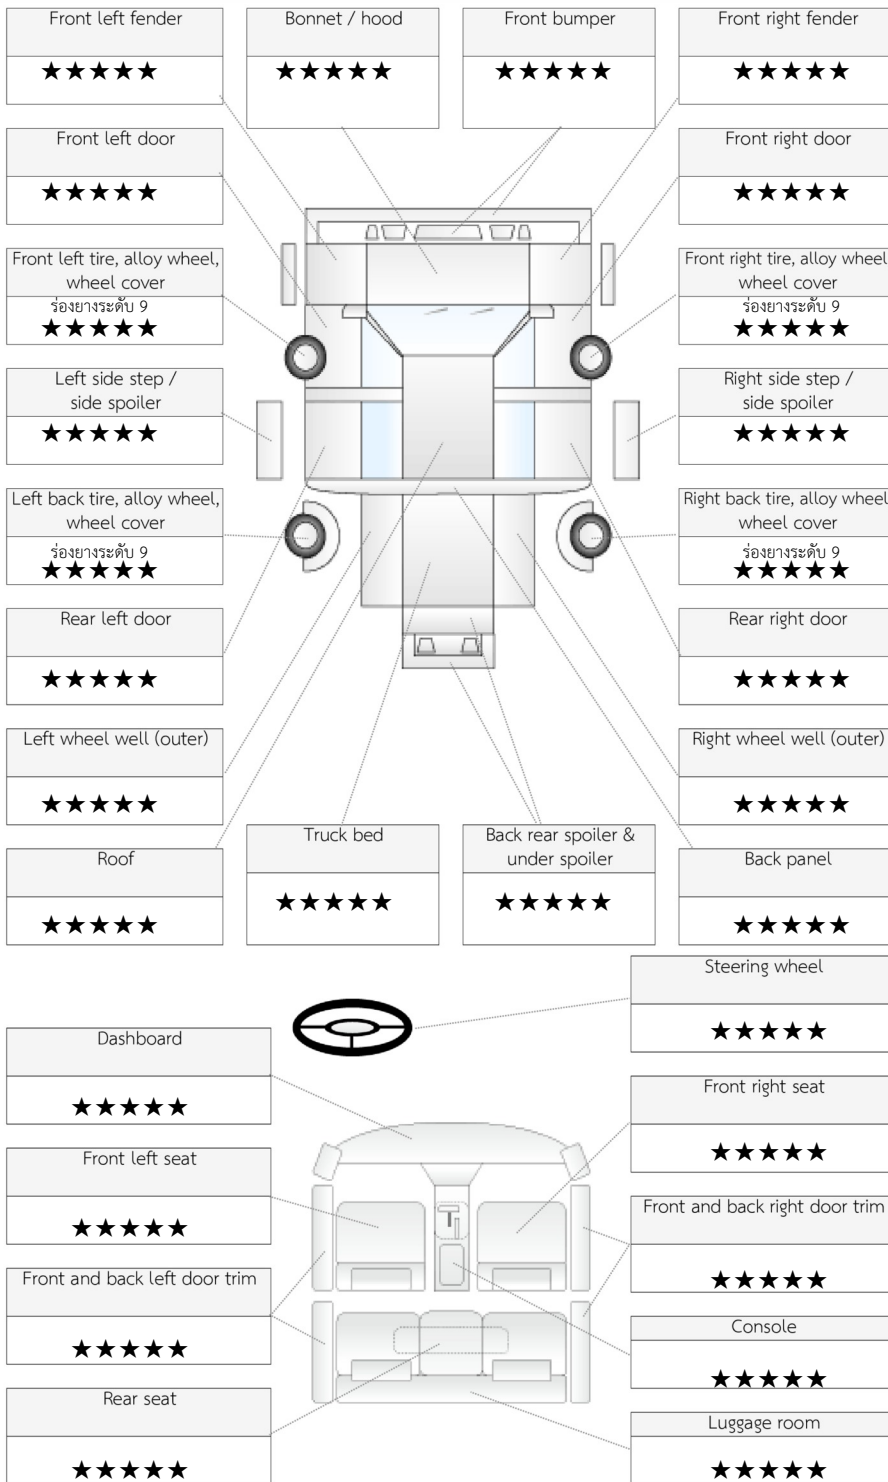 Front left fender
★★★★★
Bonnet / hood
★★★★★
Front bumper
★★★★★
Front right fender
★★★★★
Front left door
★★★★★
Front right door
★★★★★
Front left tire, alloy wheel,
wheel cover
ร่องยางระดับ 9
★★★★★
Front right tire, alloy wheel
wheel cover
ร่องยางระดับ 9
★★★★★
Left side step /
side spoiler
★★★★★
Right side step /
side spoiler
★★★★★
Left back tire, alloy wheel,
wheel cover
ร่องยางระดับ 9
★★★★★
Right back tire, alloy wheel
wheel cover
ร่องยางระดับ 9
★★★★★
Rear left door
★★★★★
Rear right door
★★★★★
Left wheel well (outer)
★★★★★
Right wheel well (outer)
★★★★★
Roof
★★★★★
Truck bed
★★★★★
Back rear spoiler &
under spoiler
★★★★★
Back panel
★★★★★
Steering wheel
★★★★★
Dashboard
★★★★★
Front right seat
★★★★★
Front left seat
★★★★★
Front and back right door trim
★★★★★
Front and back left door trim
★★★★★
Console
★★★★★
Rear seat
★★★★★
Luggage room
★★★★★